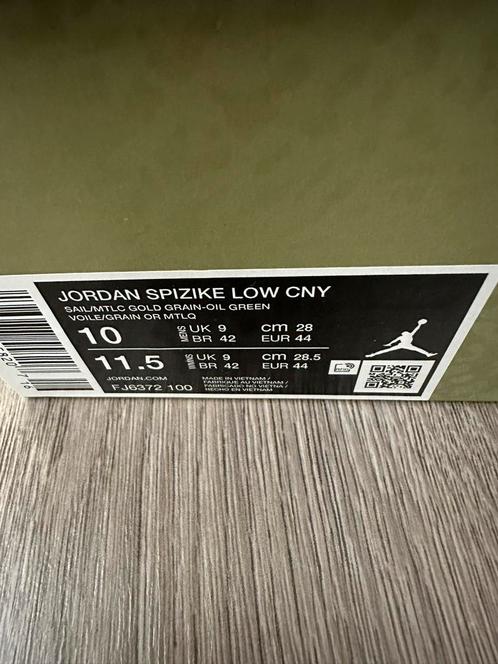 JORDAN SPIZIKE LOW CNY
SAIL/MTLC GOLD GRAIN-OIL GREEN
VOILE/GRAIN OR MTLQ
10 MENS UK 9 cm 28
BR 42 EUR 44
11.5 WMNS UK 9 cm 28.5
BR 42 EUR 44
JORDAN.COM
FJ6372 100
MADE IN VIETNAM /
FABRIQUÉ AU VIETNAM /
FABRICADO NO VIETNÃ /
HECHO EN VIETNAM